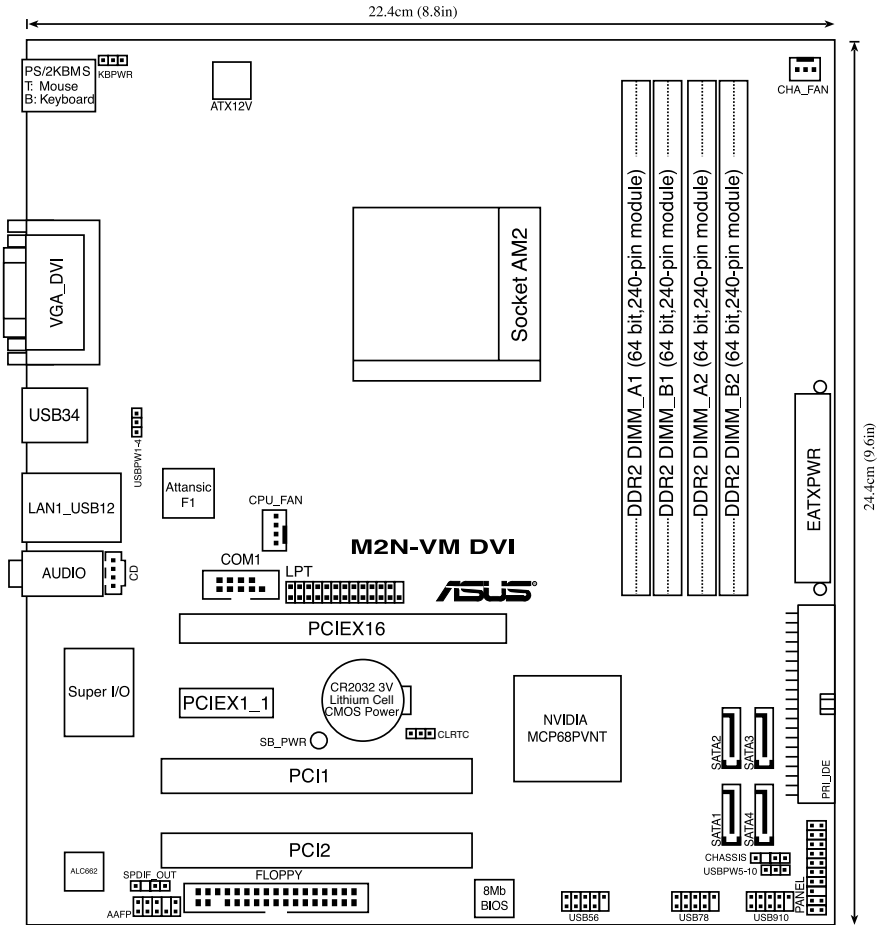 22.4cm (8.8in)
PS/2KBMS
T: Mouse
B: Keyboard
KBPWR
ATX12V
CHA_FAN
DDR2 DIMM_A1 (64 bit,240-pin module)
DDR2 DIMM_B1 (64 bit,240-pin module)
DDR2 DIMM_A2 (64 bit,240-pin module)
DDR2 DIMM_B2 (64 bit,240-pin module)
24.4cm (9.6in)
VGA_DVI
Socket AM2
USB34
USBPW1-4
EATXPWR
LAN1_USB12
Attansic
F1
CPU_FAN
AUDIO
CD
COM1
LPT
M2N-VM DVI
ASUS®
PCIEX16
Super I/O
PCIEX1_1
CR2032 3V
Lithium Cell
CMOS Power
SB_PWR
CLRTC
NVIDIA
MCP68PVNT
SATA2
SATA3
PRI_IDE
PCI1
SATA1
SATA4
PCI2
CHASSIS
USBPW5-10
PANEL
ALC662
SPDIF_OUT
FLOPPY
AAFP
8Mb
BIOS
USB56
USB78
USB910